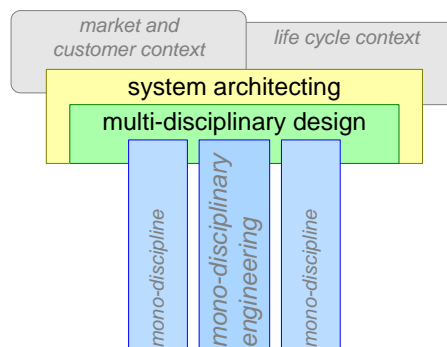 market and
customer context
life cycle context
system architecting
multi-disciplinary design
mono-discipline
mono-disciplinary
engineering
mono-discipline